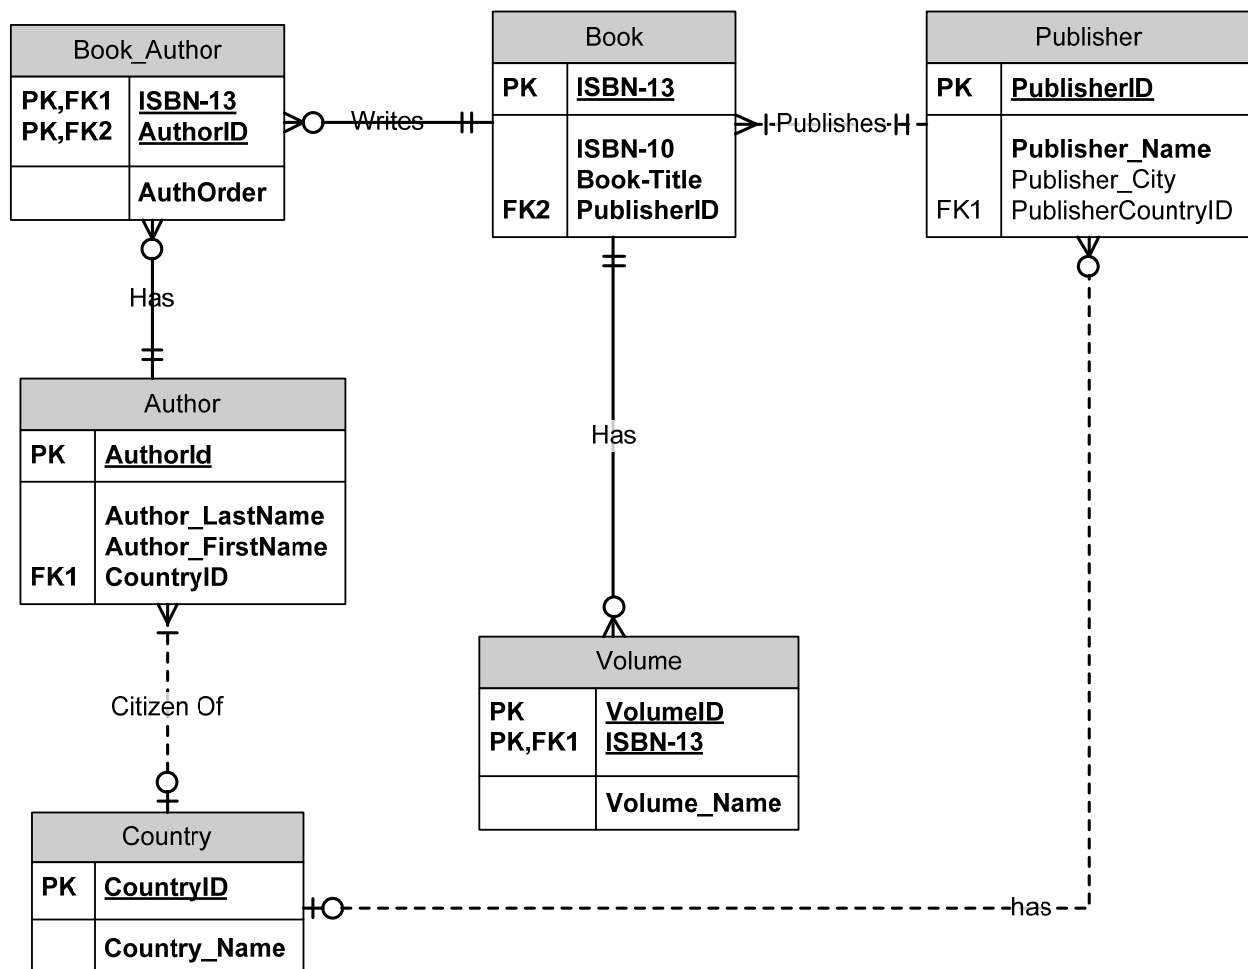 Book_Author
PK,FK1 ISBN-13
PK,FK2 AuthorID
AuthOrder
Writes
Book
PK ISBN-13
ISBN-10
Book-Title
FK2 PublisherID
Publishes
Publisher
PK PublisherID
Publisher_Name
Publisher_City
FK1 PublisherCountryID
Has
Author
PK AuthorId
Author_LastName
Author_FirstName
FK1 CountryID
Has
Citizen Of
Volume
PK VolumeID
PK,FK1 ISBN-13
Volume_Name
Country
PK CountryID
Country_Name
has